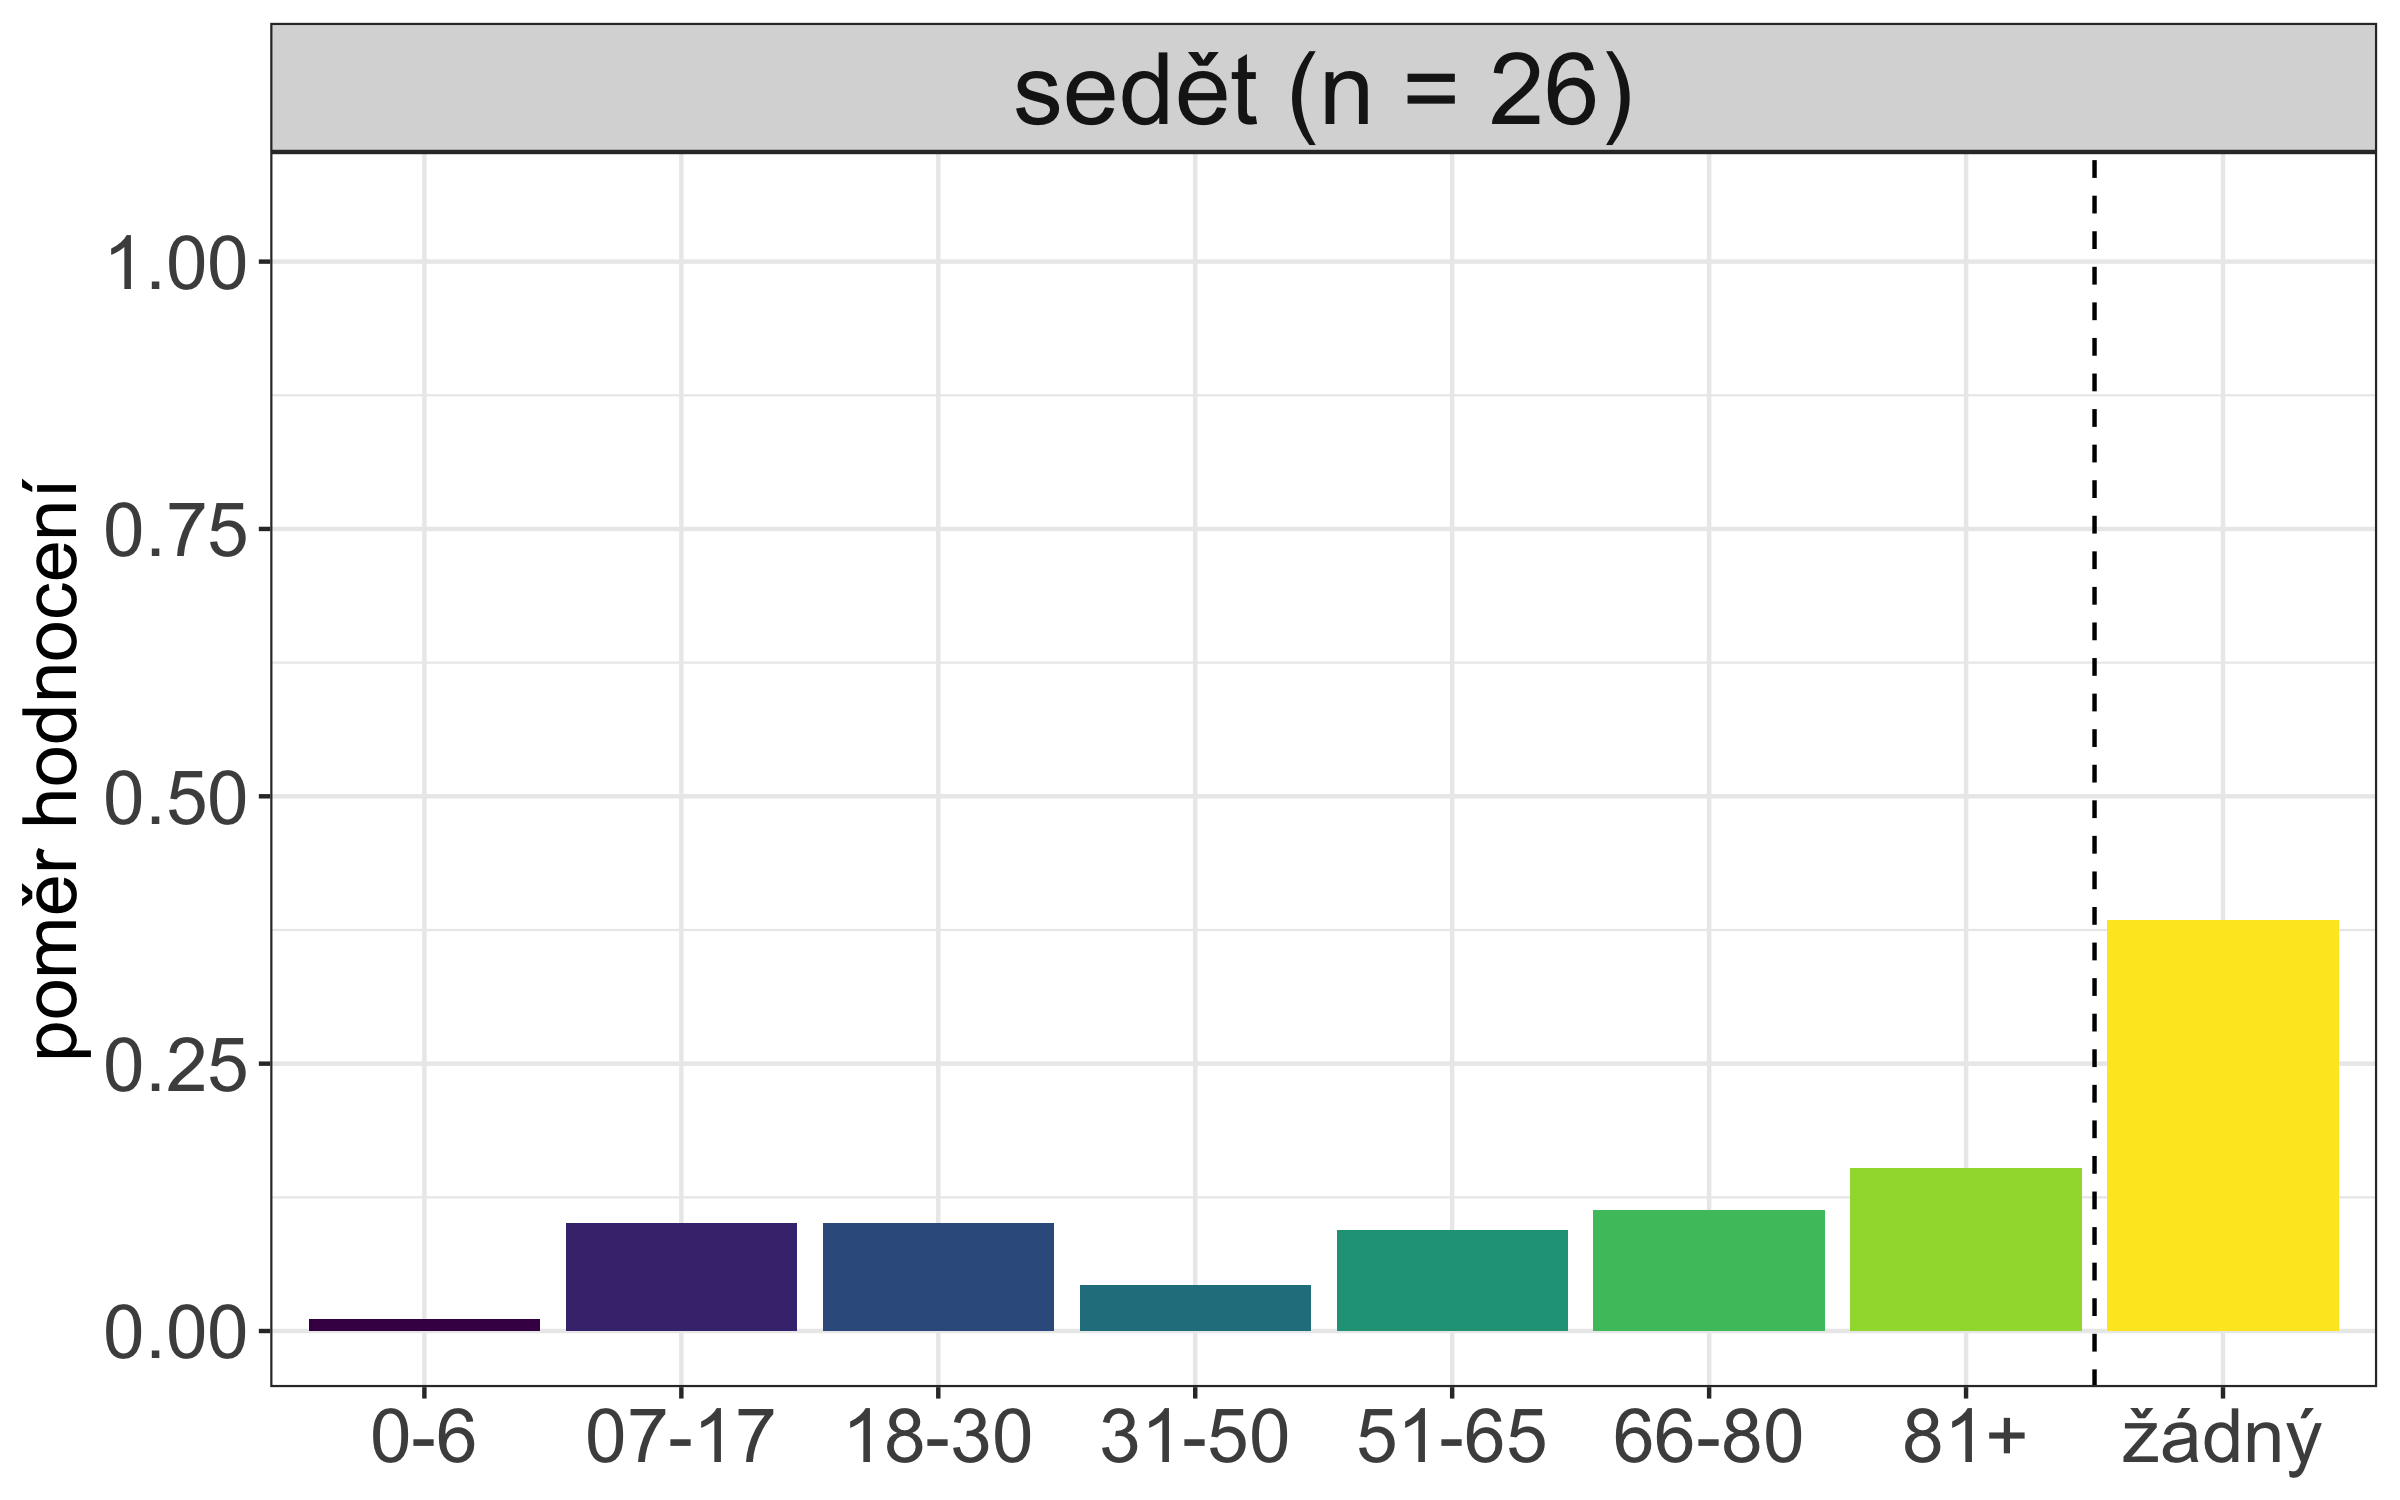 sedět (n = 26)
poměr hodnocení
1.00
0.75
0.50
0.25
0.00
0-6 07-17 18-30 31-50 51-65 66-80 81+ žádný